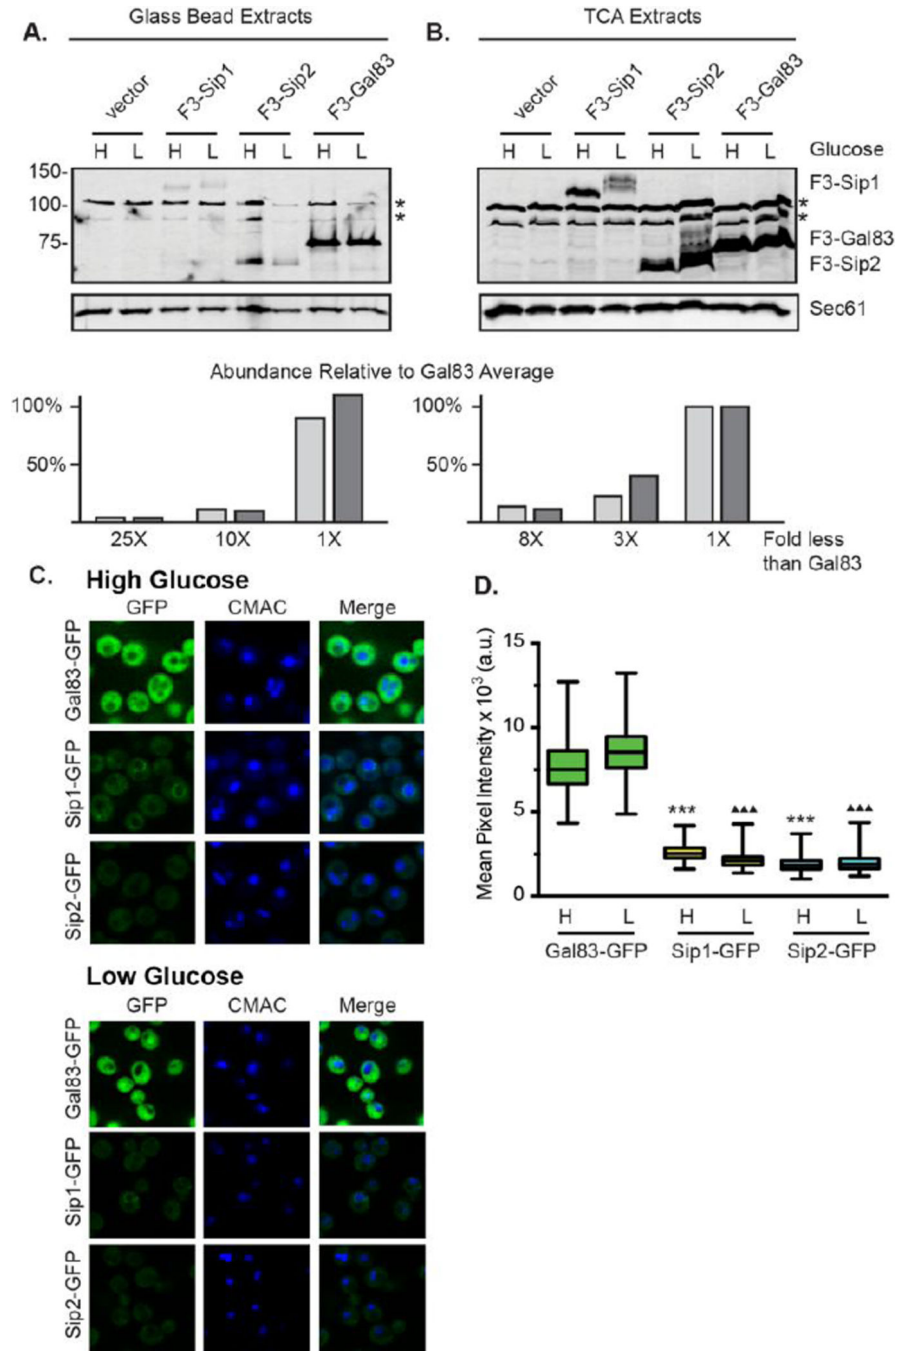 A.
Glass Bead Extracts
B.
TCA Extracts
vector
F3-Sip1
F3-Sip2
F3-Gal83
vector
F3-Sip1
F3-Sip2
F3-Gal83
H L H L H L H L
H L H L H L H L
Glucose
150-
100-
75-
*
*
F3-Sip1
*
*
F3-Gal83
F3-Sip2
Sec61
Abundance Relative to Gal83 Average
100%
50%
25X 10X 1X
100%
50%
8X 3X 1X
Fold less
than Gal83
C.
High Glucose
GFP CMAC Merge
Gal83-GFP
Sip1-GFP
Sip2-GFP
Low Glucose
GFP CMAC Merge
Gal83-GFP
Sip1-GFP
Sip2-GFP
D.
Mean Pixel Intensity x 10³ (a.u.)
15
10
5
0
*** ▲▲▲ *** ▲▲▲
H L H L H L
Gal83-GFP Sip1-GFP Sip2-GFP